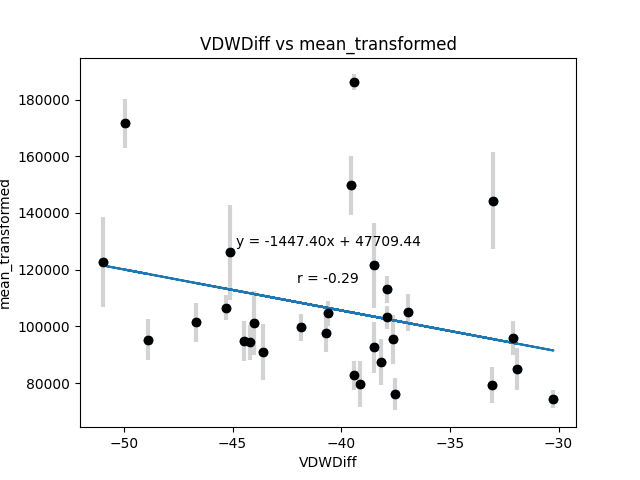 VDWDiff vs mean_transformed
mean_transformed
180000
160000
140000
120000
100000
80000
y = -1447.40x + 47709.44
r = -0.29
−50
−45
−40
−35
−30
VDWDiff